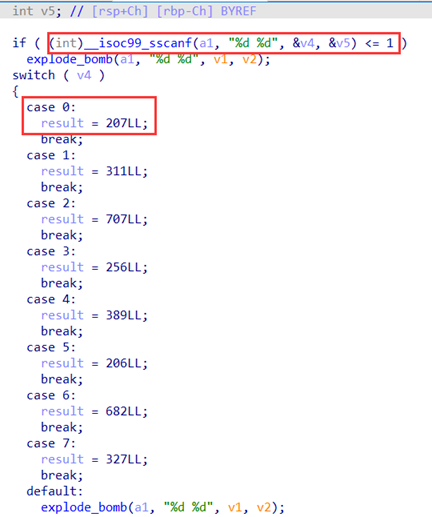 int v5; // [rsp+Ch] [rbp-Ch] BYREF
if ( (int)__isoc99_sscanf(a1, "%d %d", &v4, &v5) <= 1 )
explode_bomb(a1, "%d %d", v1, v2);
switch ( v4 )
{
case 0:
result = 207LL;
break;
case 1:
result = 311LL;
break;
case 2:
result = 707LL;
break;
case 3:
result = 256LL;
break;
case 4:
result = 389LL;
break;
case 5:
result = 206LL;
break;
case 6:
result = 682LL;
break;
case 7:
result = 327LL;
break;
default:
explode_bomb(a1, "%d %d", v1, v2);